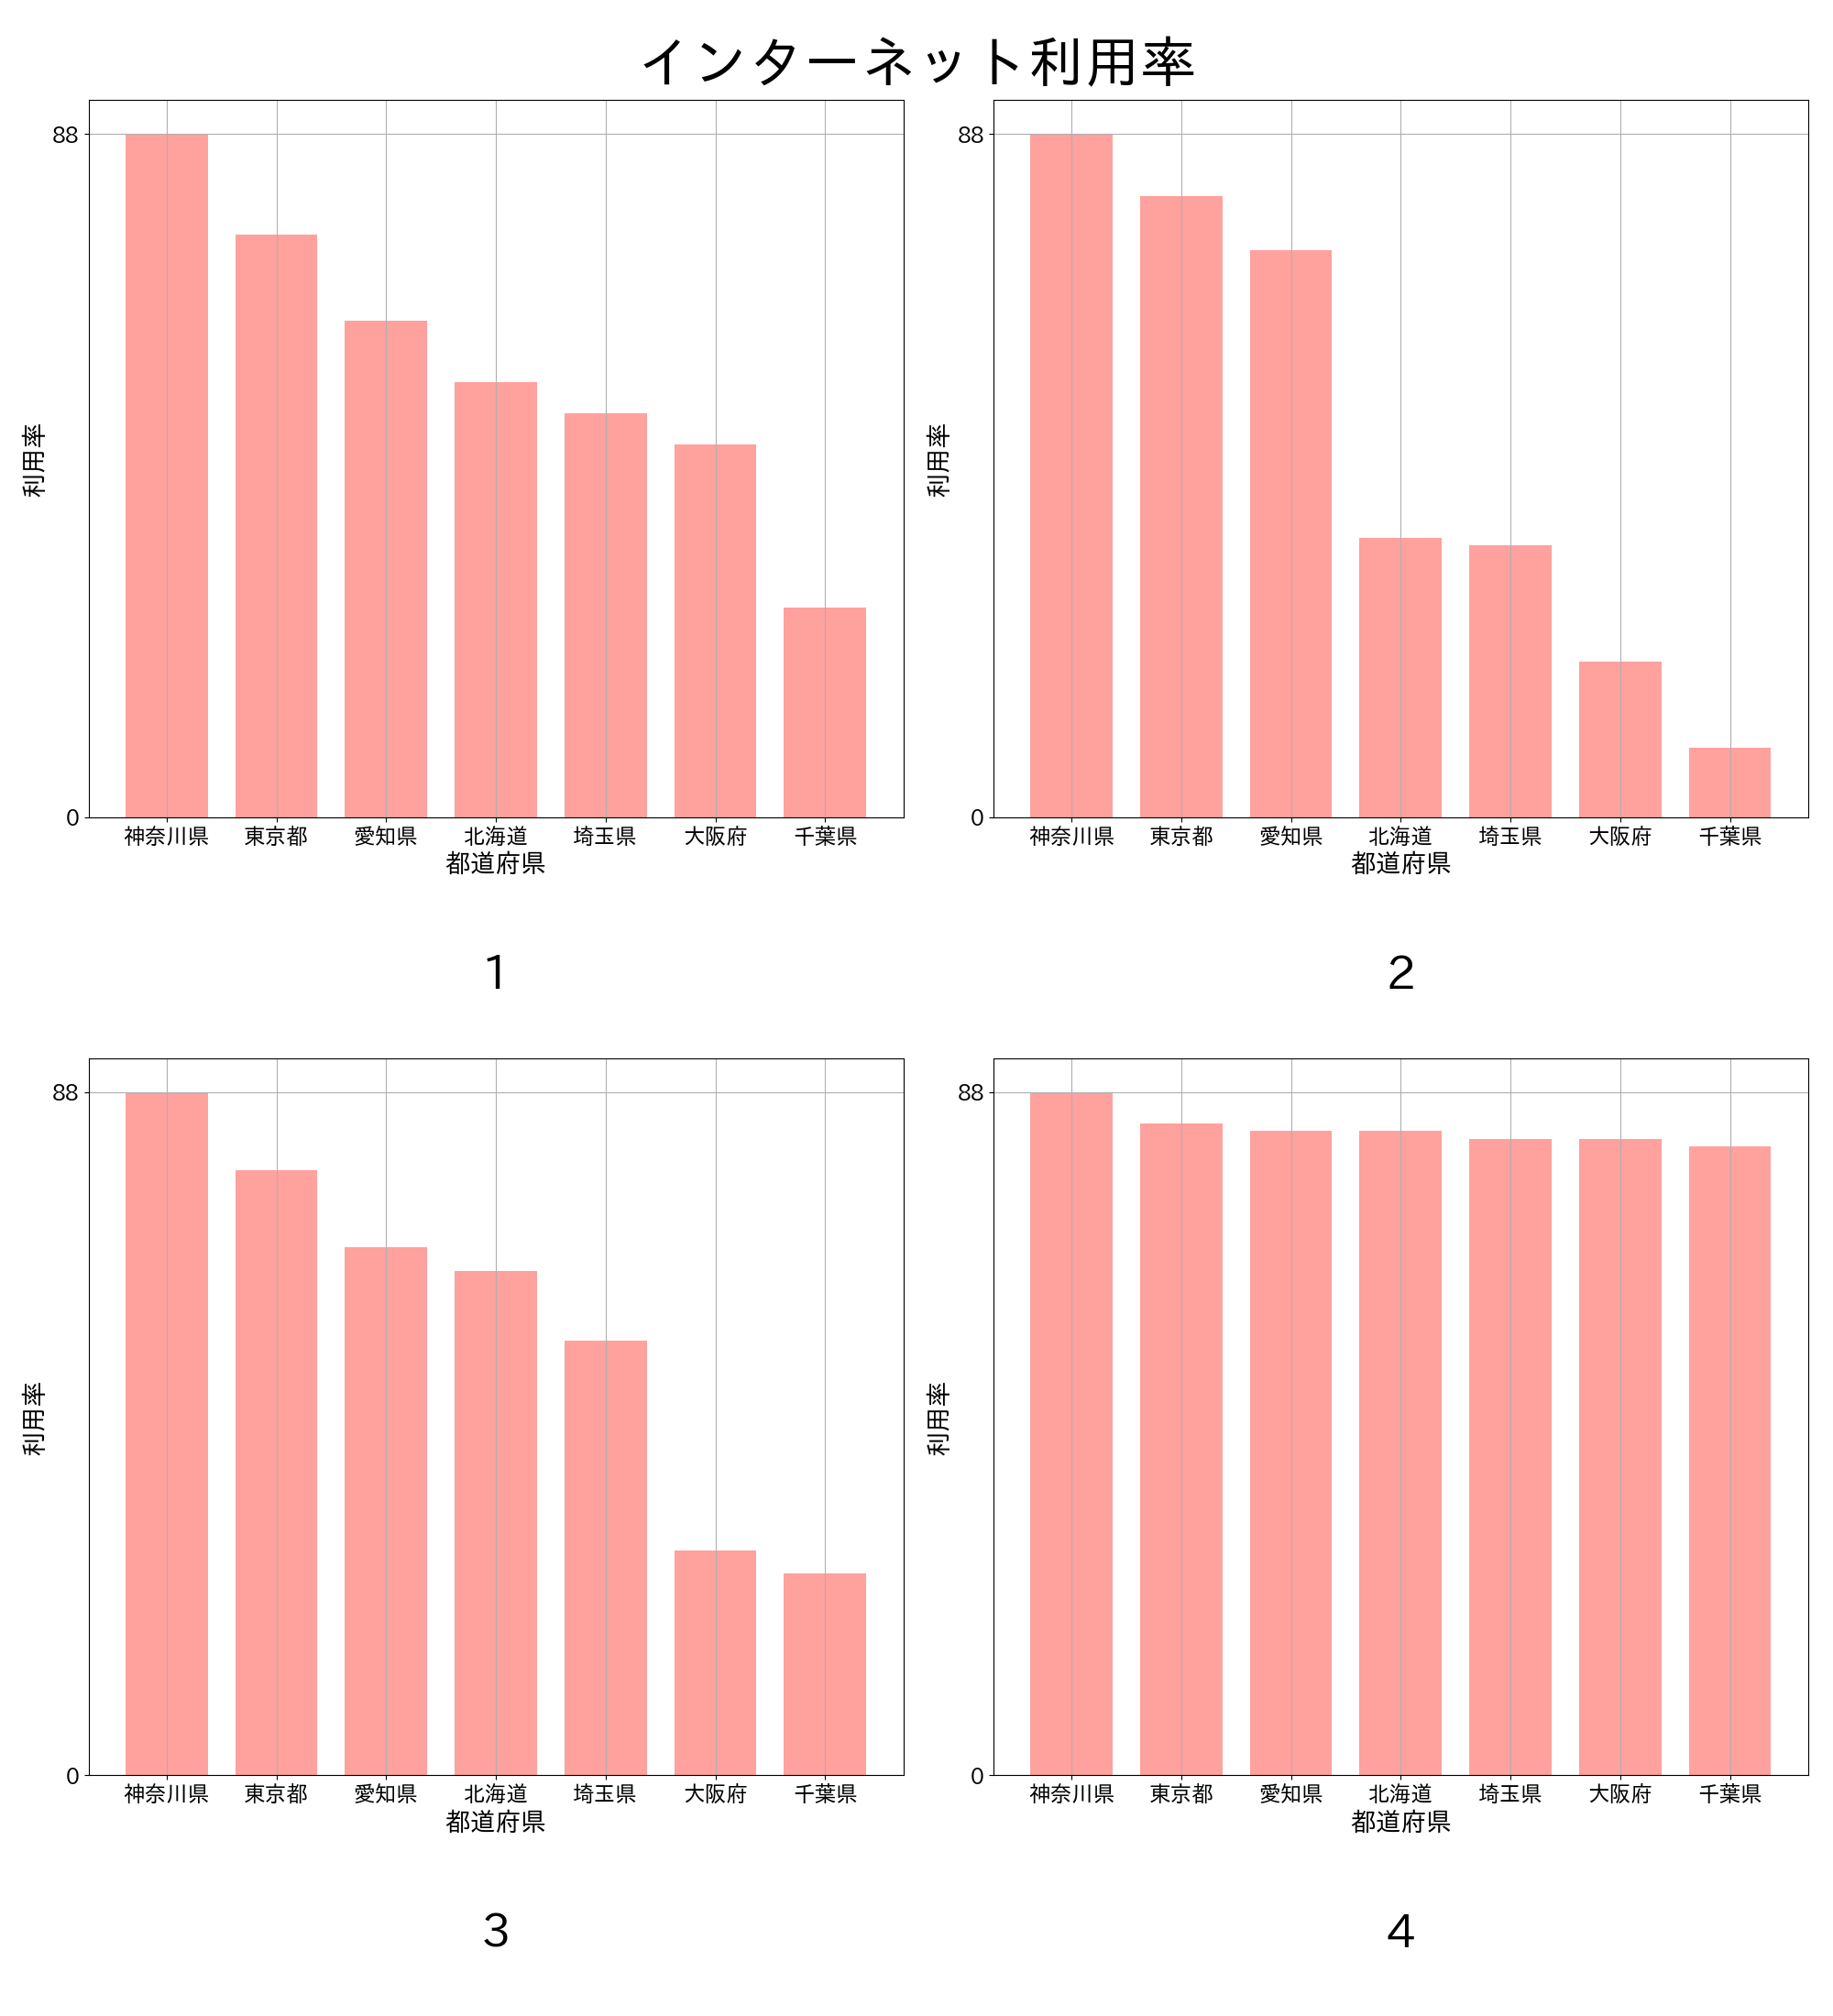 インターネット利用率
88
0
利用率
神奈川県 東京都 愛知県 北海道 埼玉県 大阪府 千葉県
都道府県
1
88
0
利用率
神奈川県 東京都 愛知県 北海道 埼玉県 大阪府 千葉県
都道府県
2
88
0
利用率
神奈川県 東京都 愛知県 北海道 埼玉県 大阪府 千葉県
都道府県
3
88
0
利用率
神奈川県 東京都 愛知県 北海道 埼玉県 大阪府 千葉県
都道府県
4